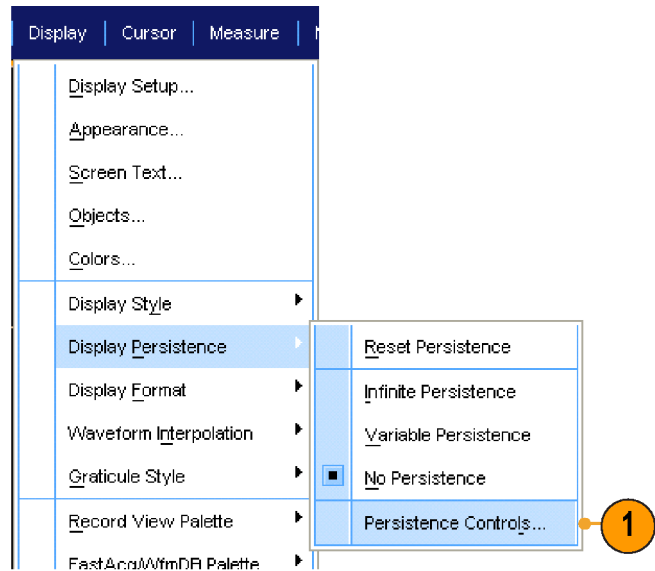 Display Cursor Measure
Display Setup...
Appearance...
Screen Text...
Objects...
Colors...
Display Style
Display Persistence
Reset Persistence
Infinite Persistence
Variable Persistence
No Persistence
Persistence Controls...
1
Display Format
Waveform Interpolation
Graticule Style
Record View Palette
FastAcq/WfmDB Palette